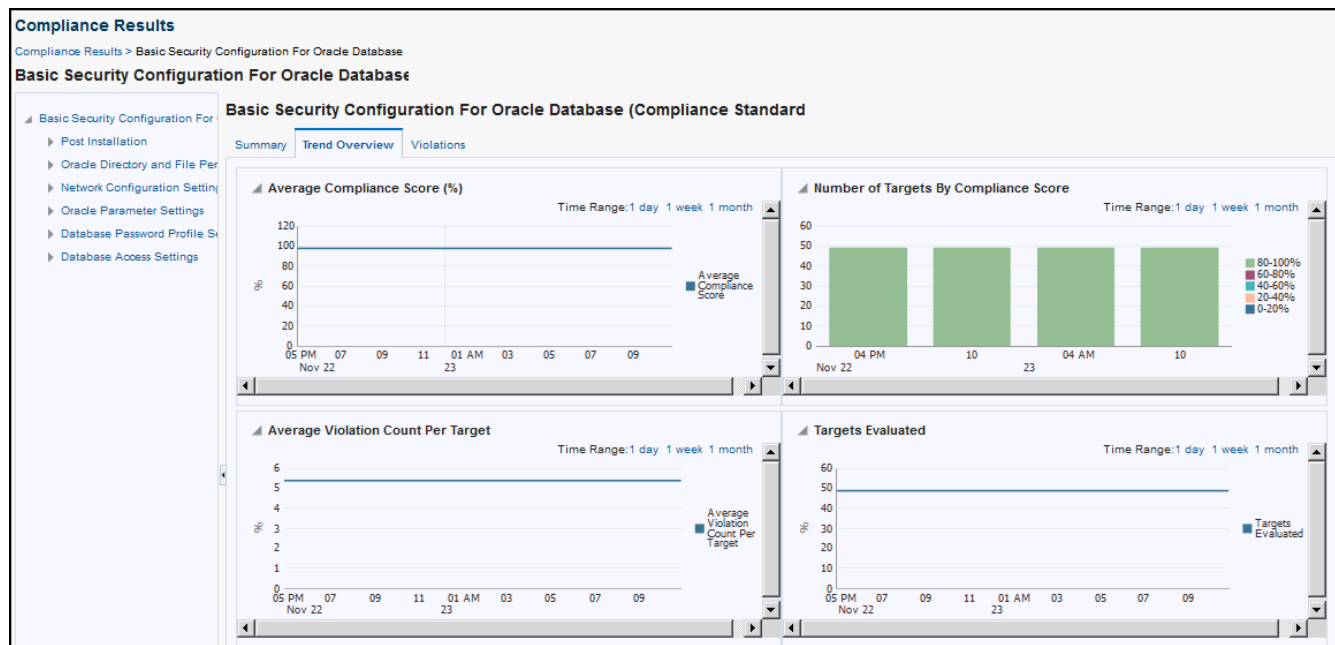 Compliance Results
Compliance Results > Basic Security Configuration For Oracle Database
Basic Security Configuration For Oracle Database
Basic Security Configuration For
Post Installation
Oracle Directory and File Per
Network Configuration Setting
Oracle Parameter Settings
Database Password Profile Se
Database Access Settings
Basic Security Configuration For Oracle Database (Compliance Standard
Summary Trend Overview Violations
Average Compliance Score (%)
Time Range:1 day 1 week 1 month
120
100
80
60
40
20
0
%
05 PM 07 09 11 01 AM 03 05 07 09
Nov 22 23
Average
Compliance
Score
Number of Targets By Compliance Score
Time Range:1 day 1 week 1 month
60
50
40
30
20
10
0
04 PM 10 04 AM 10
Nov 22 23
80-100%
60-80%
40-60%
20-40%
0-20%
Average Violation Count Per Target
Time Range:1 day 1 week 1 month
6
5
4
3
2
1
0
%
05 PM 07 09 11 01 AM 03 05 07 09
Nov 22 23
Average
Violation
Count Per
Target
Targets Evaluated
Time Range:1 day 1 week 1 month
60
50
40
30
20
10
0
%
05 PM 07 09 11 01 AM 03 05 07 09
Nov 22 23
Targets
Evaluated